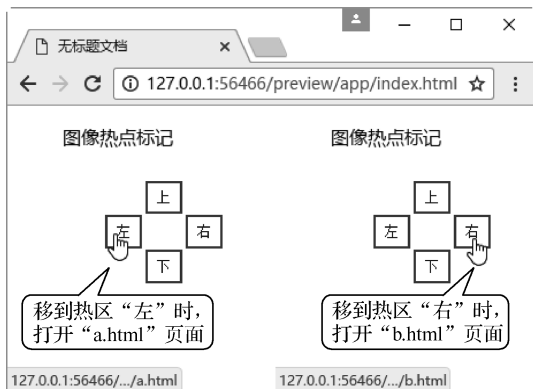 无标题文档
127.0.0.1:56466/preview/app/index.html
图像热点标记
图像热点标记
上
上
左
右
左
右
下
下
移到热区“左”时，
打开“a.html”页面
移到热区“右”时，
打开“b.html”页面
127.0.0.1:56466/.../a.html
127.0.0.1:56466/.../b.html